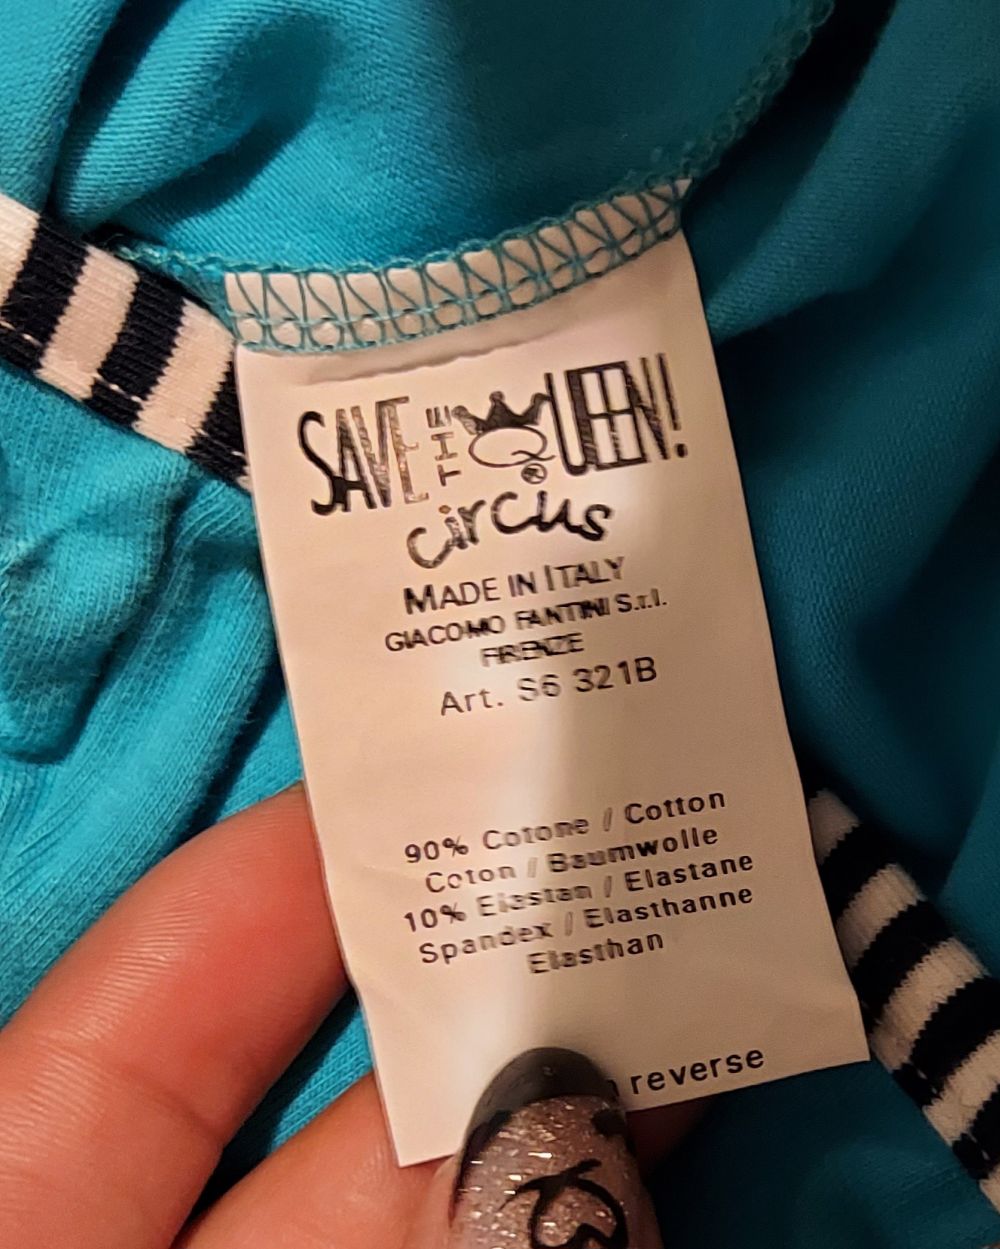 SAVE THE QUEEN!
®
circus
MADE IN ITALY
GIACOMO FANTINI S.r.l.
FIRENZE
Art. S6 321B
90% Cotone / Cotton
Coton / Baumwolle
10% Elastan / Elastane
Spandex / Elasthanne
Elasthan
reverse